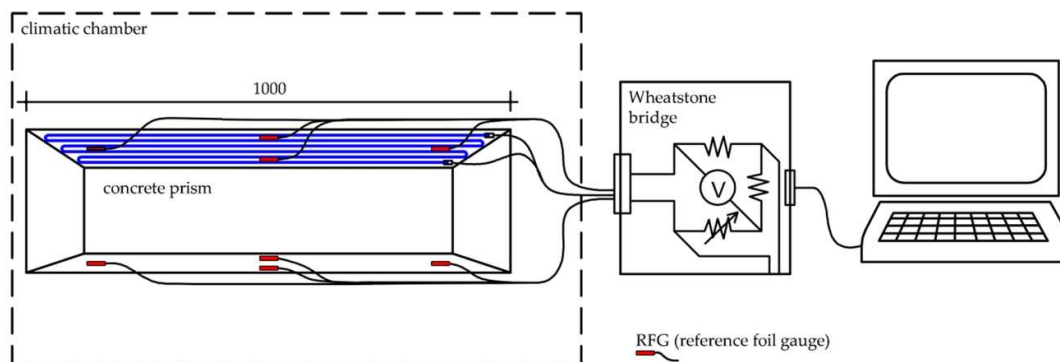 climatic chamber
1000
Wheatstone
bridge
concrete prism
V
RFG (reference foil gauge)